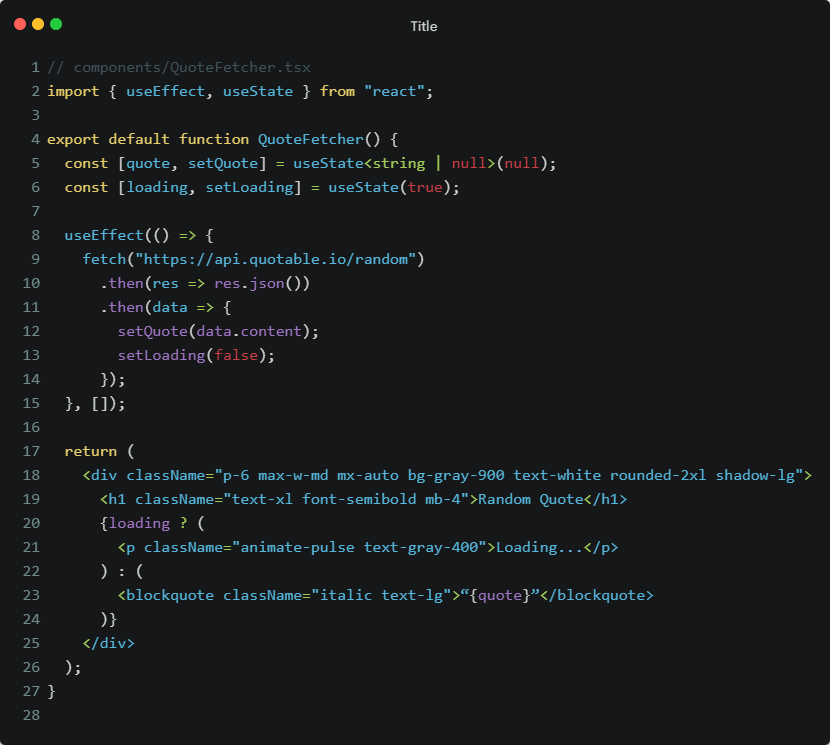 Title
1 // components/QuoteFetcher.tsx
2 import { useEffect, useState } from "react";
3
4 export default function QuoteFetcher() {
5   const [quote, setQuote] = useState<string | null>(null);
6   const [loading, setLoading] = useState(true);
7
8   useEffect(() => {
9     fetch("https://api.quotable.io/random")
10       .then(res => res.json())
11       .then(data => {
12         setQuote(data.content);
13         setLoading(false);
14       });
15   }, []);
16
17   return (
18     <div className="p-6 max-w-md mx-auto bg-gray-900 text-white rounded-2xl shadow-lg">
19       <h1 className="text-xl font-semibold mb-4">Random Quote</h1>
20       {loading ? (
21         <p className="animate-pulse text-gray-400">Loading...</p>
22       ) : (
23         <blockquote className="italic text-lg">“{quote}”</blockquote>
24       )}
25     </div>
26   );
27 }
28